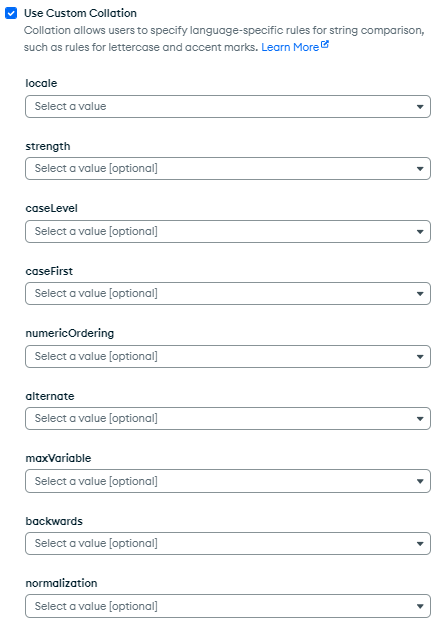 Use Custom Collation
Collation allows users to specify language-specific rules for string comparison,
such as rules for lettercase and accent marks. Learn More
locale
Select a value
strength
Select a value [optional]
caseLevel
Select a value [optional]
caseFirst
Select a value [optional]
numericOrdering
Select a value [optional]
alternate
Select a value [optional]
maxVariable
Select a value [optional]
backwards
Select a value [optional]
normalization
Select a value [optional]